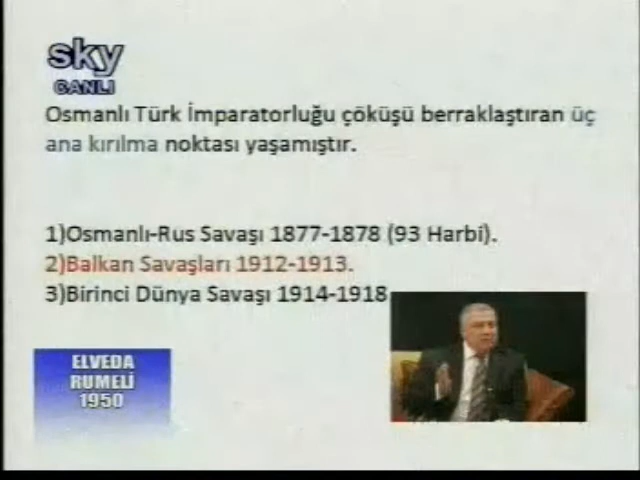 sky
CANLI
Osmanlı Türk İmparatorluğu çöküşü berraklaştıran üç
ana kırılma noktası yaşamıştır.
1)Osmanlı-Rus Savaşı 1877-1878 (93 Harbi).
2)Balkan Savaşları 1912-1913.
3)Birinci Dünya Savaşı 1914-1918
ELVEDA
RUMELİ
1950